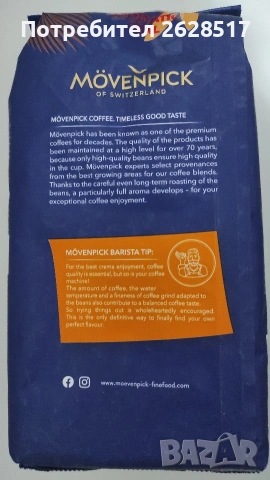 Потребител 2628517
MÖVENPICK
OF SWITZERLAND
MÖVENPICK COFFEE. TIMELESS GOOD TASTE
Mövenpick has been known as one of the premium
coffees for decades. The quality of the products has
been maintained at a high level for over 70 years,
because only high-quality beans ensure high quality
in the cup. Mövenpick experts select provenances
from the best growing areas for our coffee blends.
Thanks to the careful even long-term roasting of the
beans, a particularly full aroma develops - for your
exceptional coffee enjoyment.
MÖVENPICK BARISTA TIP:
For the best crema enjoyment, coffee
quality is essential, but so is your coffee
machine!
The amount of coffee, the water
temperature and a fineness of coffee grind adapted to
the beans also contribute to a balanced coffee taste.
So trying things out is wholeheartedly encouraged.
This is the only definitive way to finally find your own
perfect flavour.
www.moevenpick-finefood.com
BAZAR